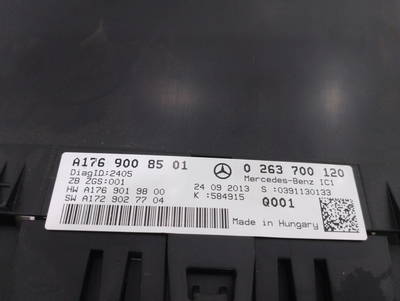 A176 900 85 01 0 263 700 120
DiagID:2405 Mercedes-Benz IC1
ZB ZGS:001 24 09 2013 S :0391130133
HW A176 901 98 00 K :584915 Q001
SW A172 902 77 04
Made in Hungary